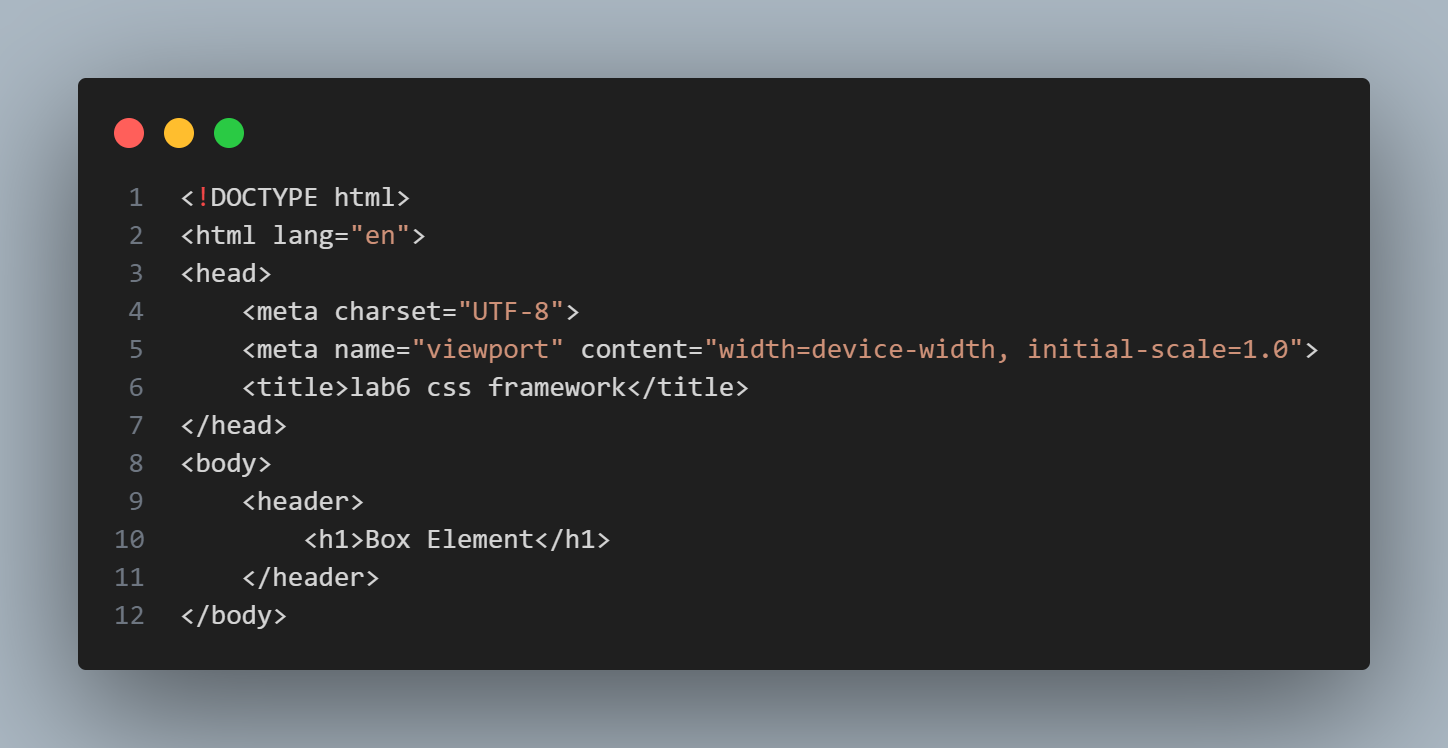 1 <!DOCTYPE html>
2 <html lang="en">
3 <head>
4     <meta charset="UTF-8">
5     <meta name="viewport" content="width=device-width, initial-scale=1.0">
6     <title>lab6 css framework</title>
7 </head>
8 <body>
9     <header>
10         <h1>Box Element</h1>
11     </header>
12 </body>